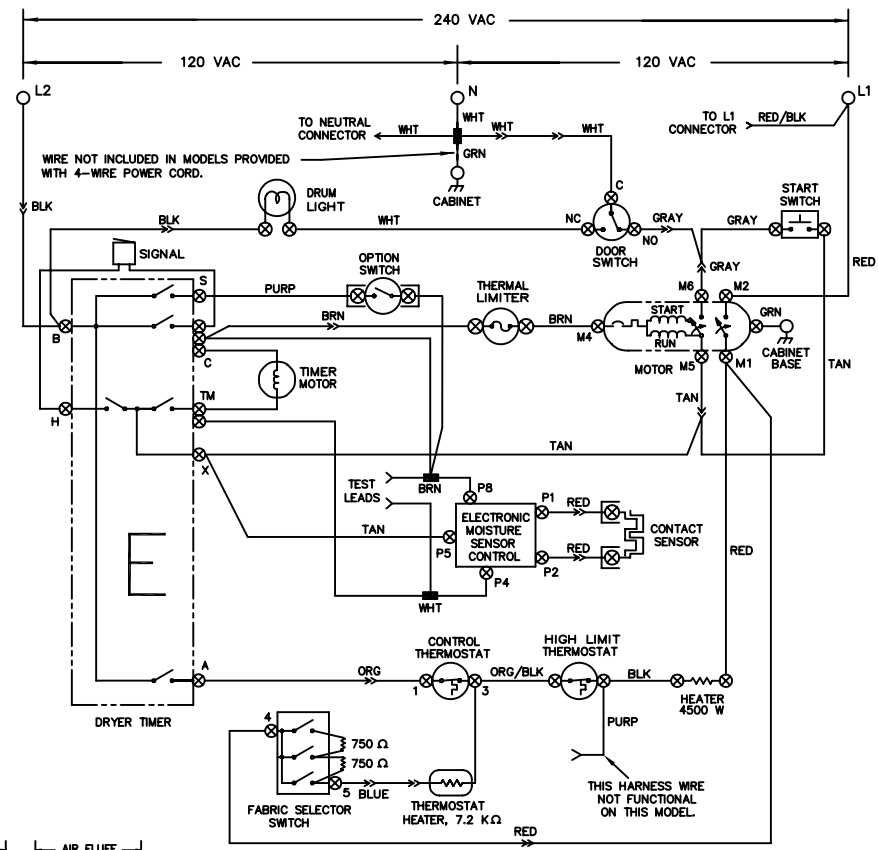 240 VAC
120 VAC
120 VAC
L2
N
L1
WHT
TO NEUTRAL
CONNECTOR
WHT
WHT
WHT
TO L1
CONNECTOR
RED/BLK
GRN
WIRE NOT INCLUDED IN MODELS PROVIDED
WITH 4-WIRE POWER CORD.
CABINET
DRUM
LIGHT
C
START
SWITCH
BLK
BLK
WHT
NC
GRAY
NO
GRAY
DOOR
SWITCH
SIGNAL
OPTION
SWITCH
GRAY
RED
S
PURP
THERMAL
LIMITER
M6
M2
START
GRN
BRN
BRN
B
M4
RUN
CABINET
BASE
C
TIMER
MOTOR
MOTOR
M5
M1
TAN
TM
TAN
H
TAN
X
TEST
LEADS
BRN
P8
P1
RED
ELECTRONIC
MOISTURE
SENSOR
CONTROL
CONTACT
SENSOR
TAN
P5
RED
P2
RED
E
P4
WHT
CONTROL
THERMOSTAT
HIGH LIMIT
THERMOSTAT
A
ORG
ORG/BLK
BLK
1
3
HEATER
4500 W
DRYER TIMER
4
PURP
750 Ω
750 Ω
5
BLUE
FABRIC SELECTOR
SWITCH
THERMOSTAT
HEATER, 7.2 KΩ
THIS HARNESS WIRE
NOT FUNCTIONAL
ON THIS MODEL.
RED
AIR FLUFF